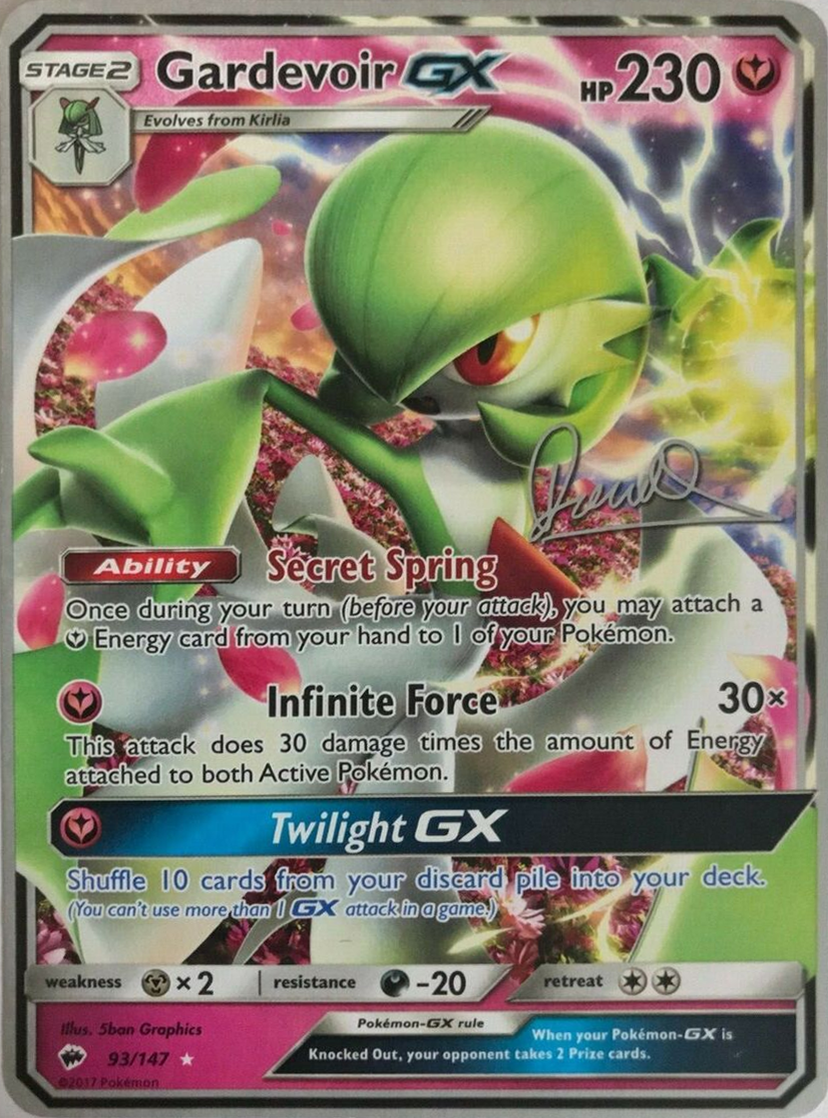 STAGE2 Gardevoir GX HP230
Evolves from Kirlia
Ability Secret Spring
Once during your turn (before your attack), you may attach a
Energy card from your hand to 1 of your Pokémon.
Infinite Force 30×
This attack does 30 damage times the amount of Energy
attached to both Active Pokémon.
Twilight GX
Shuffle 10 cards from your discard pile into your deck.
(You can't use more than 1 GX attack in a game.)
weakness ×2 resistance -20 retreat
Illus. 5ban Graphics
93/147
©2017 Pokémon
Pokémon-GX rule
When your Pokémon-GX is
Knocked Out, your opponent takes 2 Prize cards.